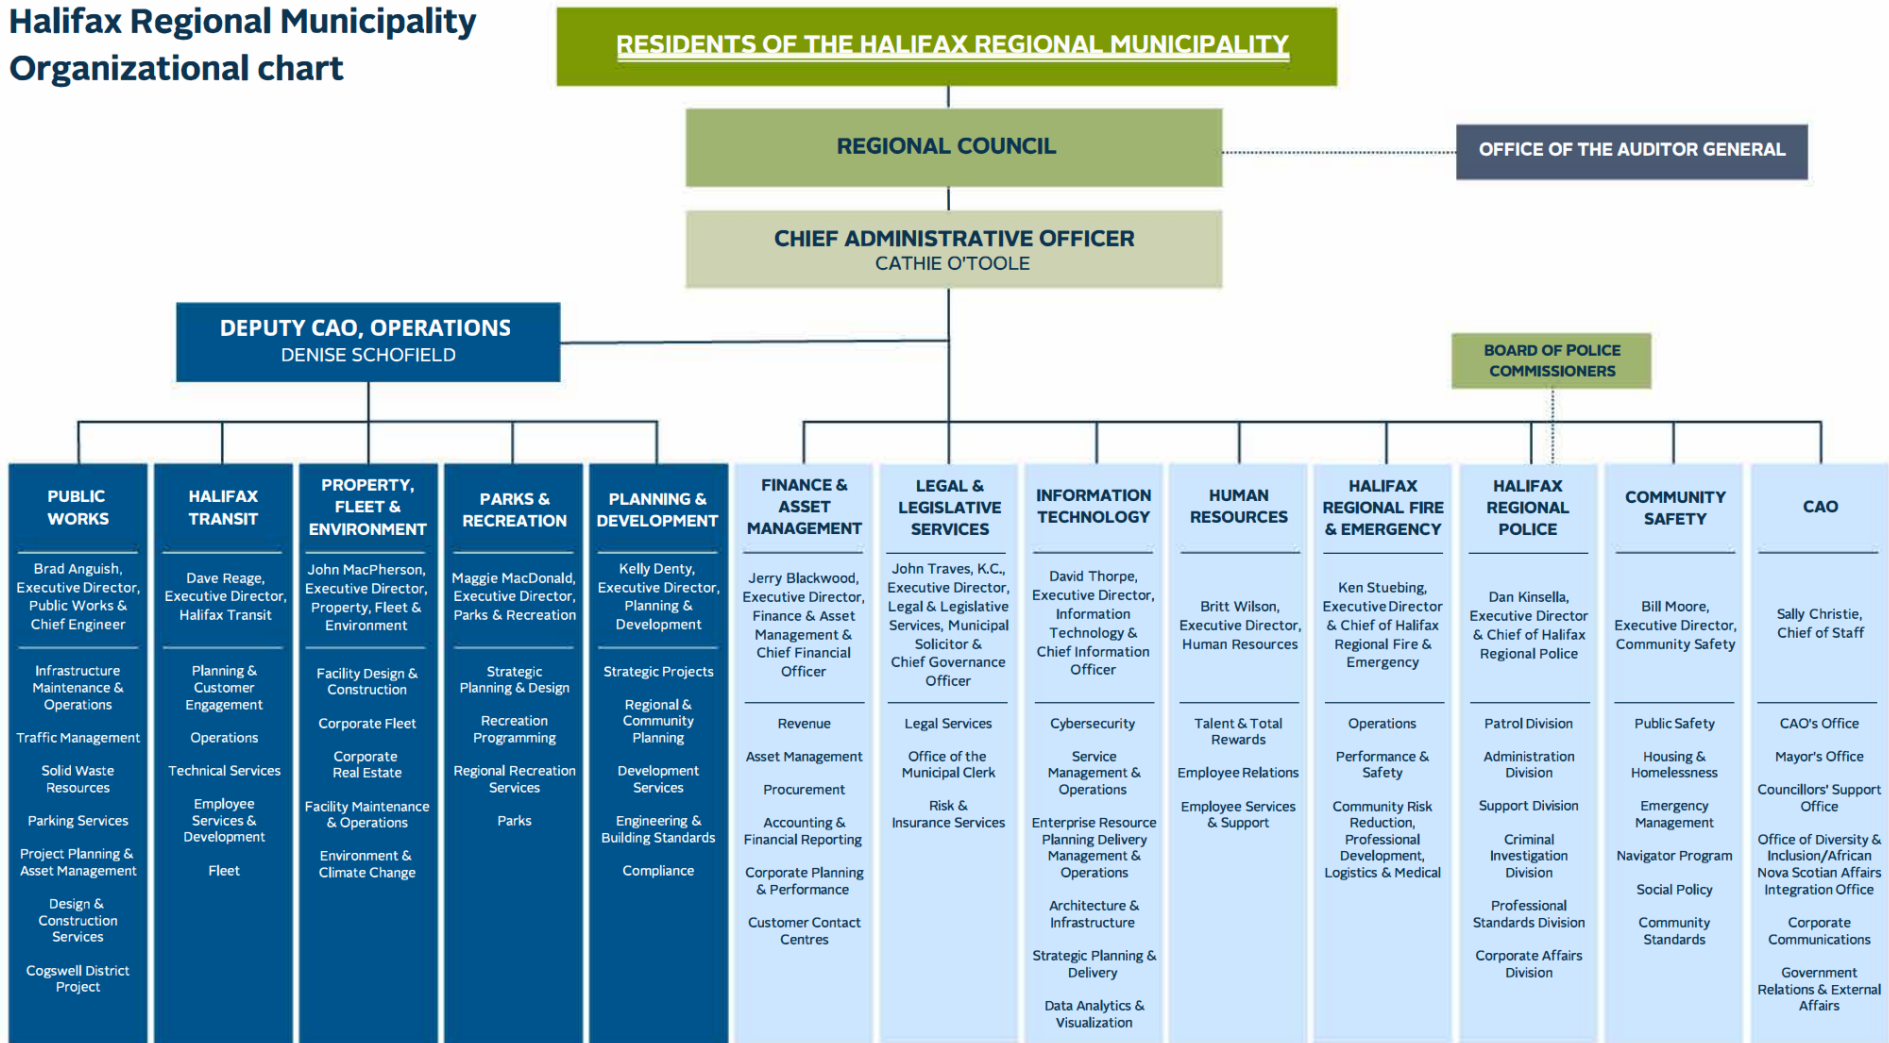 Halifax Regional Municipality
Organizational chart
RESIDENTS OF THE HALIFAX REGIONAL MUNICIPALITY
REGIONAL COUNCIL
OFFICE OF THE AUDITOR GENERAL
CHIEF ADMINISTRATIVE OFFICER
CATHIE O'TOOLE
DEPUTY CAO, OPERATIONS
DENISE SCHOFIELD
BOARD OF POLICE
COMMISSIONERS
PUBLIC
WORKS
Brad Anguish,
Executive Director,
Public Works &
Chief Engineer
Infrastructure
Maintenance &
Operations
Traffic Management
Solid Waste
Resources
Parking Services
Project Planning &
Asset Management
Design &
Construction
Services
Cogswell District
Project
HALIFAX
TRANSIT
Dave Reage,
Executive Director,
Halifax Transit
Planning &
Customer
Engagement
Operations
Technical Services
Employee
Services &
Development
Fleet
PROPERTY,
FLEET &
ENVIRONMENT
John MacPherson,
Executive Director,
Property, Fleet &
Environment
Facility Design &
Construction
Corporate Fleet
Corporate
Real Estate
Facility Maintenance
& Operations
Environment &
Climate Change
PARKS &
RECREATION
Maggie MacDonald,
Executive Director,
Parks & Recreation
Strategic
Planning & Design
Recreation
Programming
Regional Recreation
Services
Parks
PLANNING &
DEVELOPMENT
Kelly Denty,
Executive Director,
Planning &
Development
Strategic Projects
Regional &
Community
Planning
Development
Services
Engineering &
Building Standards
Compliance
FINANCE &
ASSET
MANAGEMENT
Jerry Blackwood,
Executive Director,
Finance & Asset
Management &
Chief Financial
Officer
Revenue
Asset Management
Procurement
Accounting &
Financial Reporting
Corporate Planning
& Performance
Customer Contact
Centres
LEGAL &
LEGISLATIVE
SERVICES
John Traves, K.C.,
Executive Director,
Legal & Legislative
Services, Municipal
Solicitor &
Chief Governance
Officer
Legal Services
Office of the
Municipal Clerk
Risk &
Insurance Services
INFORMATION
TECHNOLOGY
David Thorpe,
Executive Director,
Information
Technology &
Chief Information
Officer
Cybersecurity
Service
Management &
Operations
Enterprise Resource
Planning Delivery
Management &
Operations
Architecture &
Infrastructure
Strategic Planning &
Delivery
Data Analytics &
Visualization
HUMAN
RESOURCES
Britt Wilson,
Executive Director,
Human Resources
Talent & Total
Rewards
Employee Relations
Employee Services
& Support
HALIFAX
REGIONAL FIRE
& EMERGENCY
Ken Stuebing,
Executive Director
& Chief of Halifax
Regional Fire &
Emergency
Operations
Performance &
Safety
Community Risk
Reduction,
Professional
Development,
Logistics & Medical
HALIFAX
REGIONAL
POLICE
Dan Kinsella,
Executive Director
& Chief of Halifax
Regional Police
Patrol Division
Administration
Division
Support Division
Criminal
Investigation
Division
Professional
Standards Division
Corporate Affairs
Division
COMMUNITY
SAFETY
Bill Moore,
Executive Director,
Community Safety
Public Safety
Housing &
Homelessness
Emergency
Management
Navigator Program
Social Policy
Community
Standards
CAO
Sally Christie,
Chief of Staff
CAO's Office
Mayor's Office
Councillors' Support
Office
Office of Diversity &
Inclusion/African
Nova Scotian Affairs
Integration Office
Corporate
Communications
Government
Relations & External
Affairs